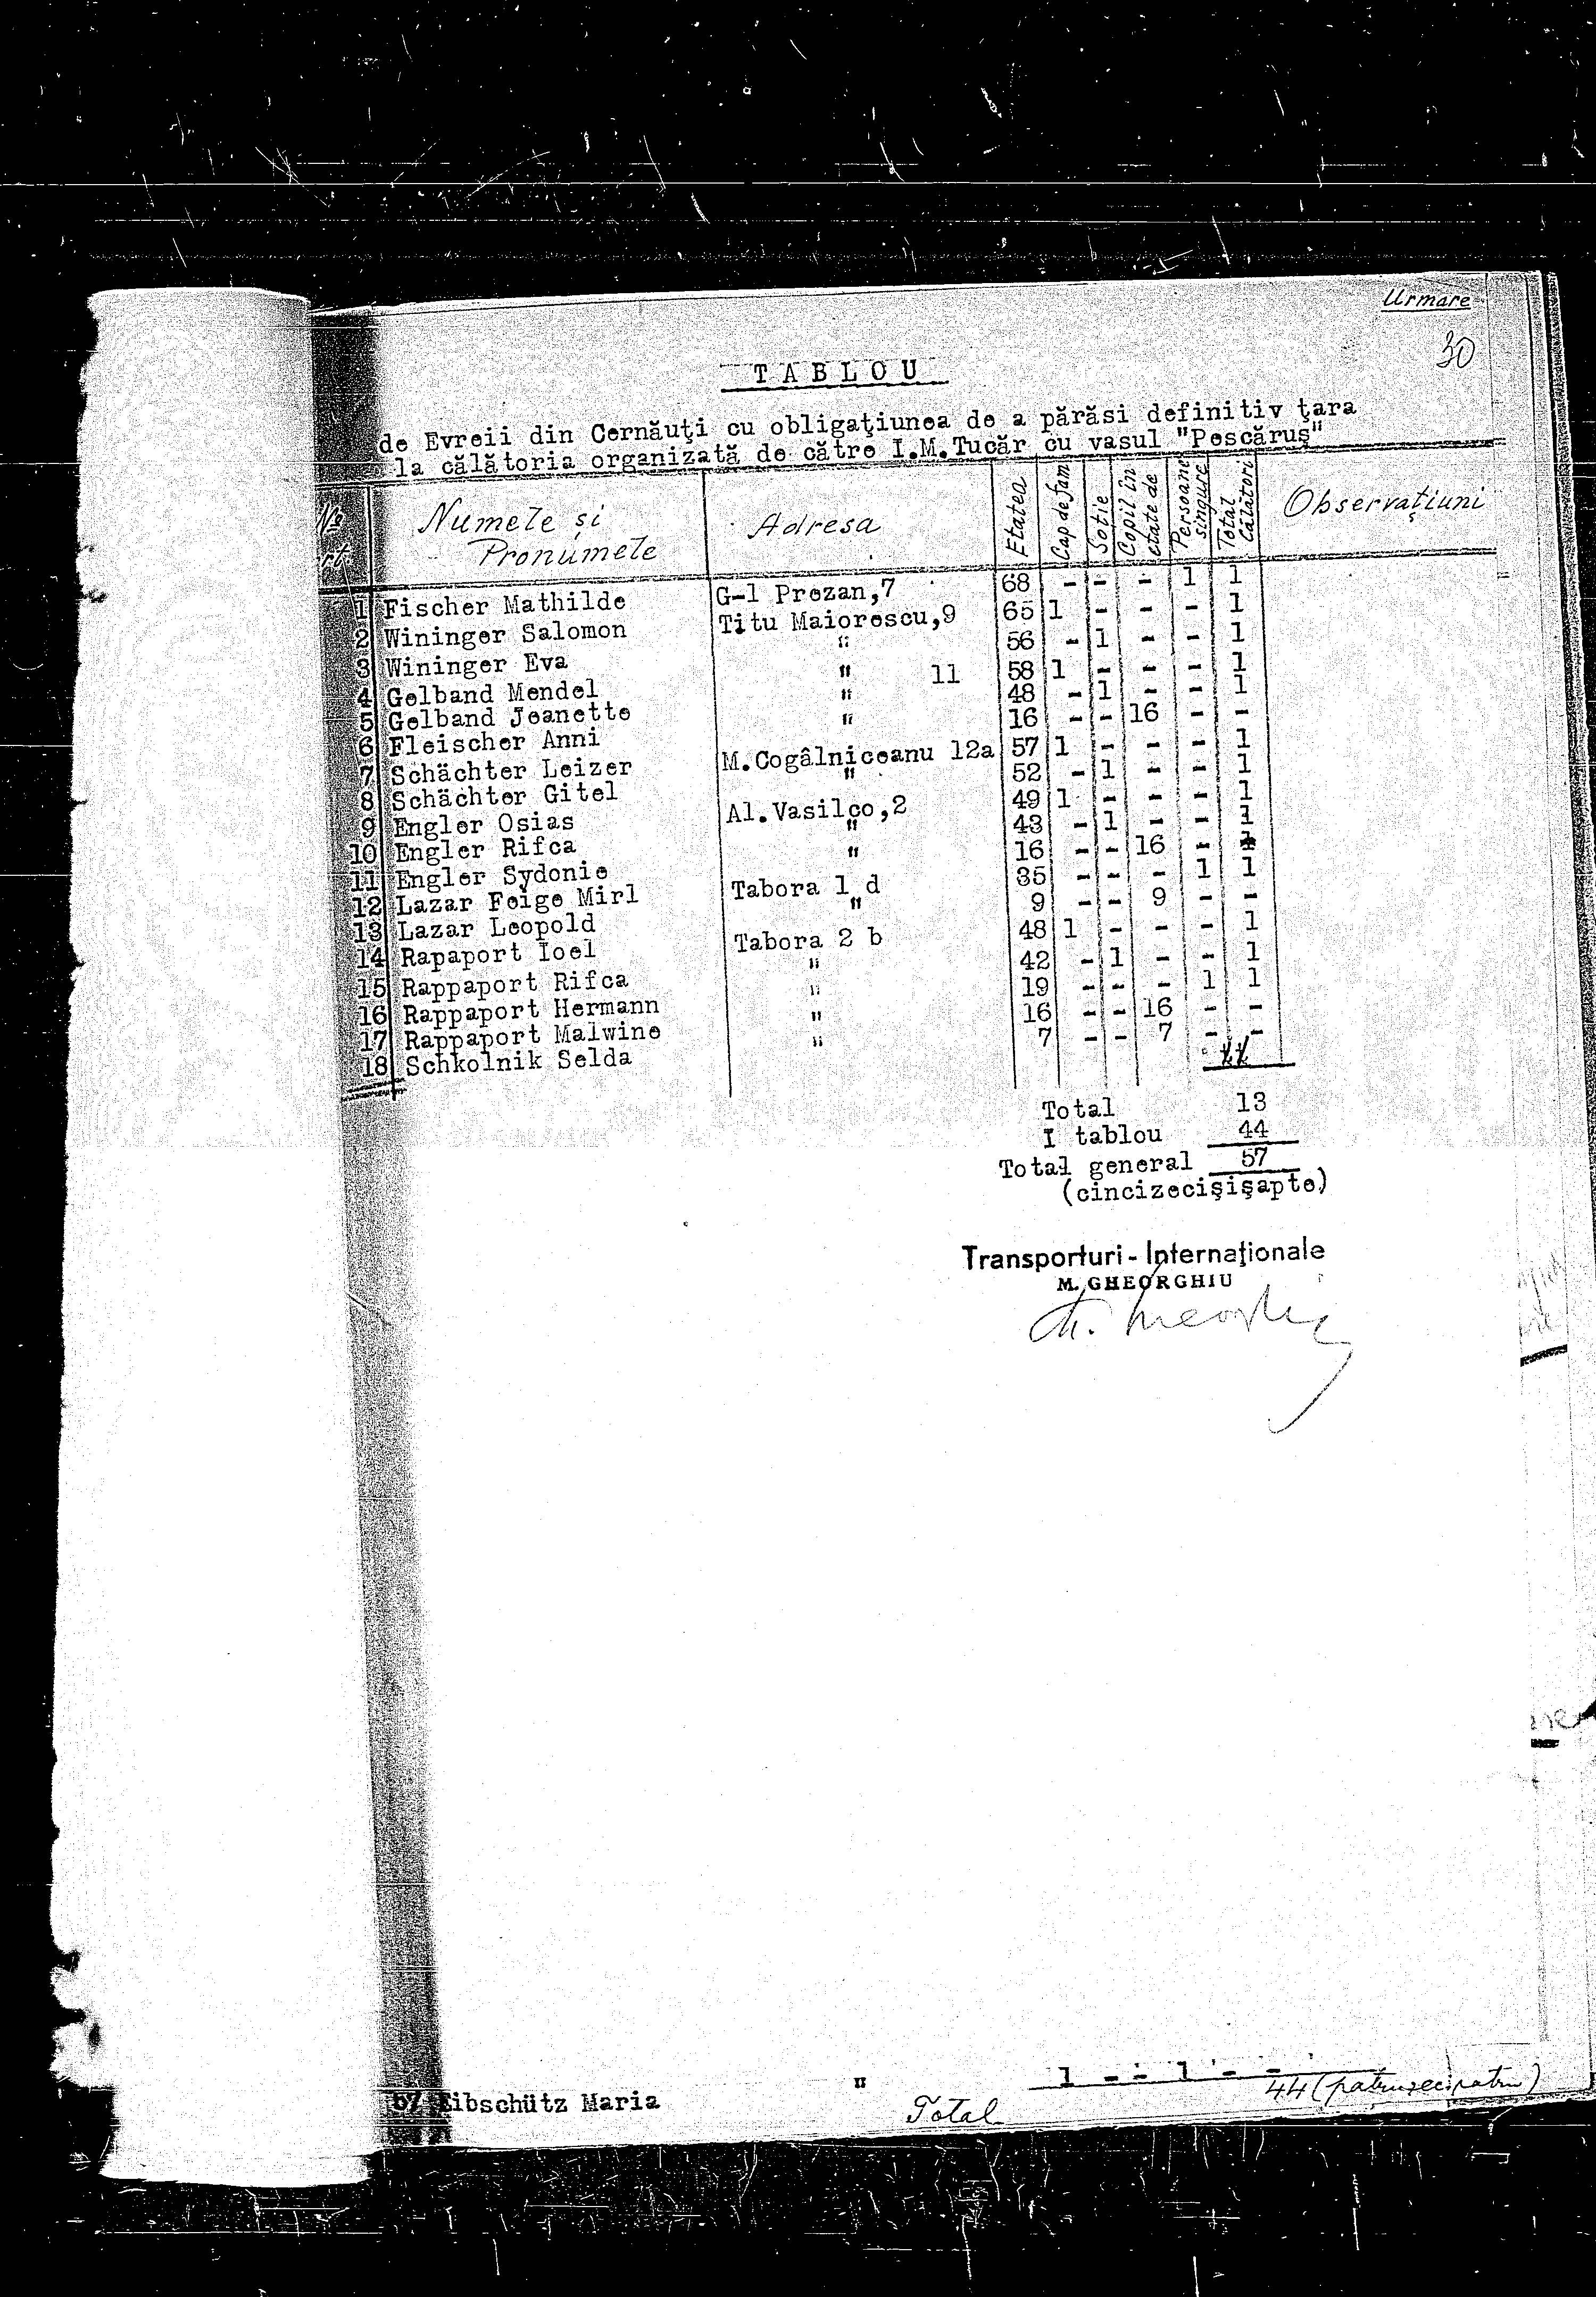 Urmare
30
TABLOU
de Evreii din Cernăuţi cu obligaţiunea de a părăsi definitiv ţara
la călătoria organizată de către I.M.Tucăr cu vasul "Pescăruş"
No rt. Numele și Pronumele Adresa Etatea Cap de fam Soție Copil în etate de Persoane singure Total Călători Observațiuni
1 Fischer Mathilde G-l Prezan,7 68 - - - 1 1
2 Wininger Salomon Titu Maiorescu,9 65 1 - - - 1
3 Wininger Eva " 56 - 1 - - 1
4 Gelband Mendel " 11 58 1 - - - 1
5 Gelband Jeanette " 48 - 1 - - 1
6 Fleischer Anni " 16 - - 16 - -
7 Schächter Leizer M.Cogâlniceanu 12a 57 1 - - - 1
8 Schächter Gitel " 52 - 1 - - 1
9 Engler Osias Al.Vasilco,2 49 1 - - - 1
10 Engler Rifca " 43 - 1 - - 1
11 Engler Sydonie " 16 - - 16 -
12 Lazar Feige Mirl Tabora 1 d 35 - - - 1 1
13 Lazar Leopold " 9 - - 9 - -
14 Rapaport Ioel Tabora 2 b 48 1 - - - 1
15 Rappaport Rifca " 42 - 1 - - 1
16 Rappaport Hermann " 19 - - - 1 1
17 Rappaport Malwine " 16 - - 16 - -
18 Schkolnik Selda " 7 - - 7 - -
Total 13
I tablou 44
Total general 57
(cincizecişişapte)
Transporturi - Internaţionale
M. GHEORGHIU
57 Eibschütz Maria " 1 - - 1 - -
Total 44 (patruzecipatru)